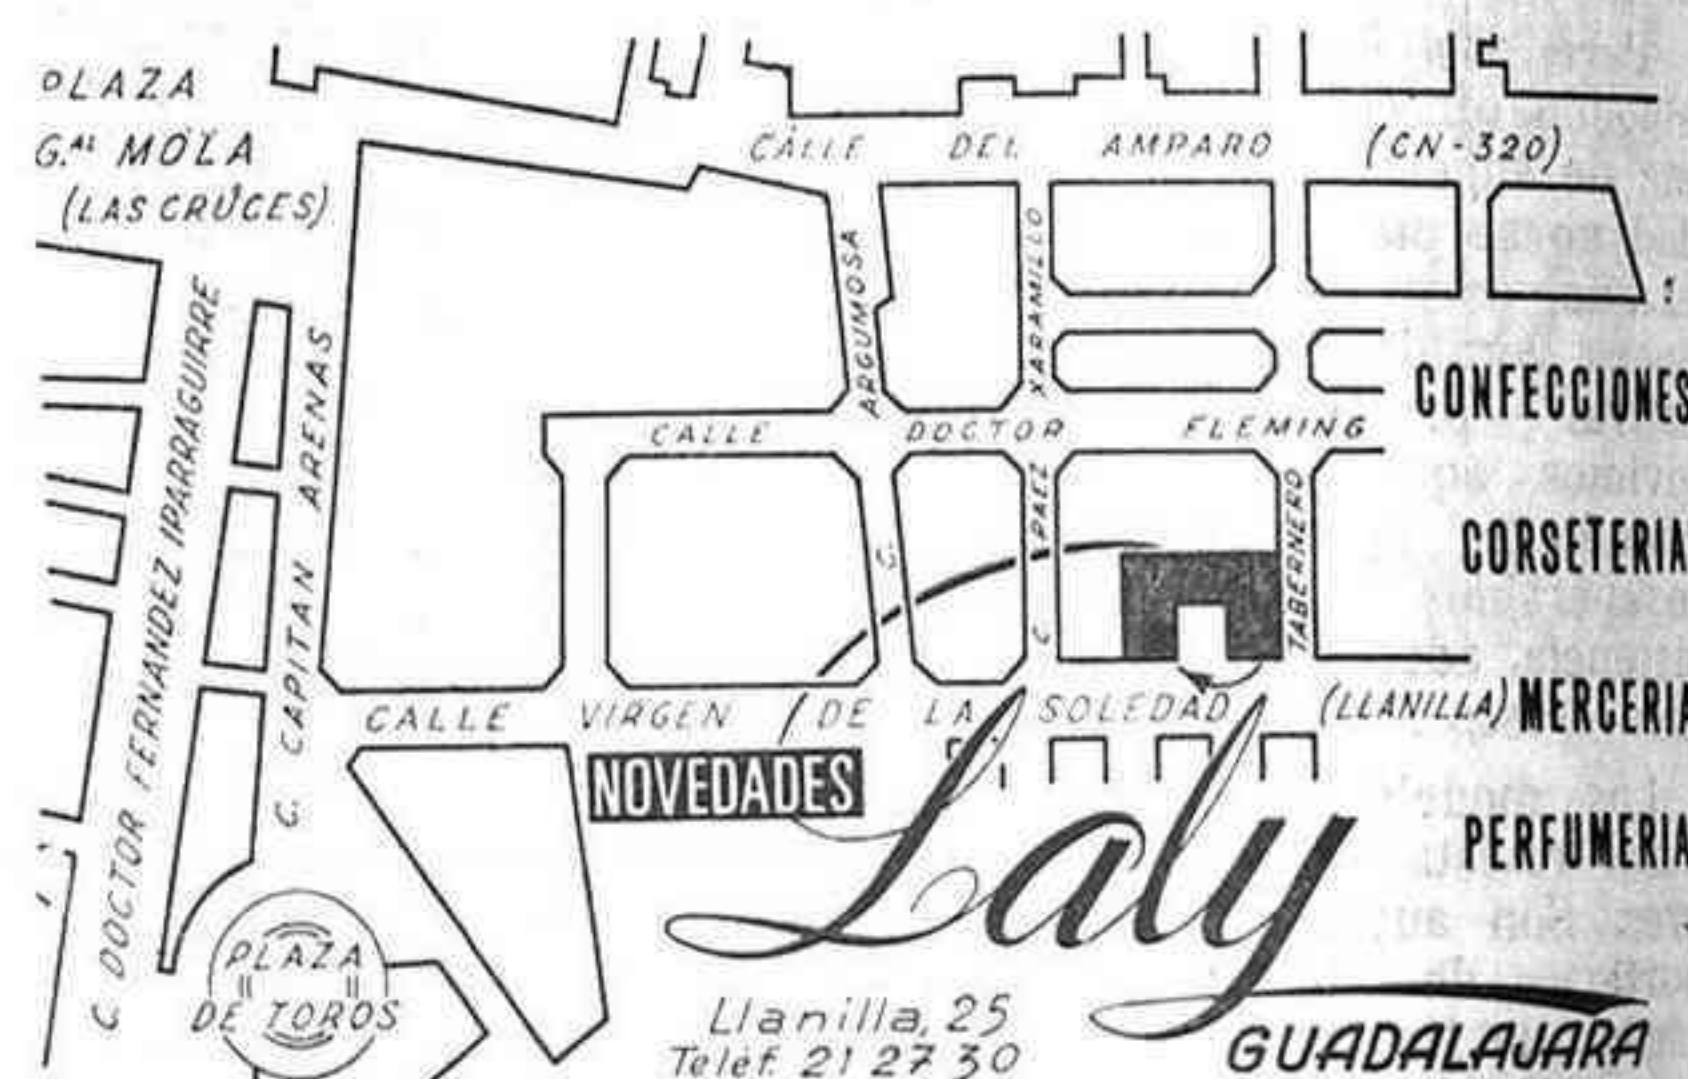 PLAZA
G.AL MOLA
(LAS CRUCES)
CALLE DEL AMPARO (CN-320)
C. DOCTOR FERNANDEZ IPARRAGUIRRE
C. CAPITAN ARENAS
C. ARGUMOSA
XARAMILLO
CALLE DOCTOR FLEMING
C. PAEZ
TABERNERO
CALLE VIRGEN DE LA SOLEDAD (LLANILLA)
PLAZA
DE TOROS
CONFECCIONES
CORSETERIA
MERCERIA
PERFUMERIA
NOVEDADES
Laly
Llanilla, 25
Teléf. 21 27 30
GUADALAJARA